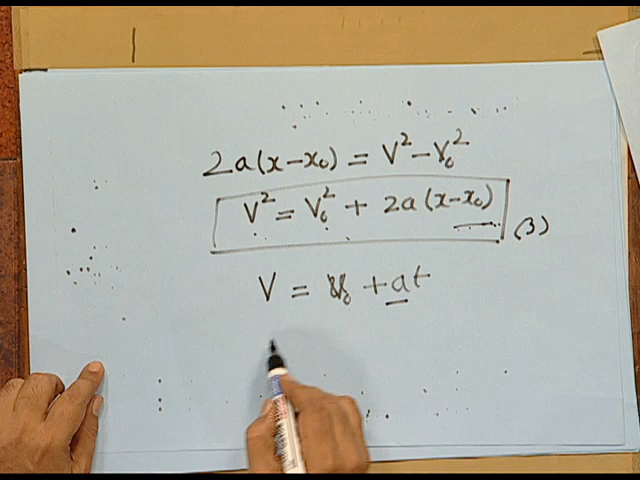 2a(x-x₀) = V² - V₀²
V² = V₀² + 2a(x-x₀)
(3)
V = V₀ + at